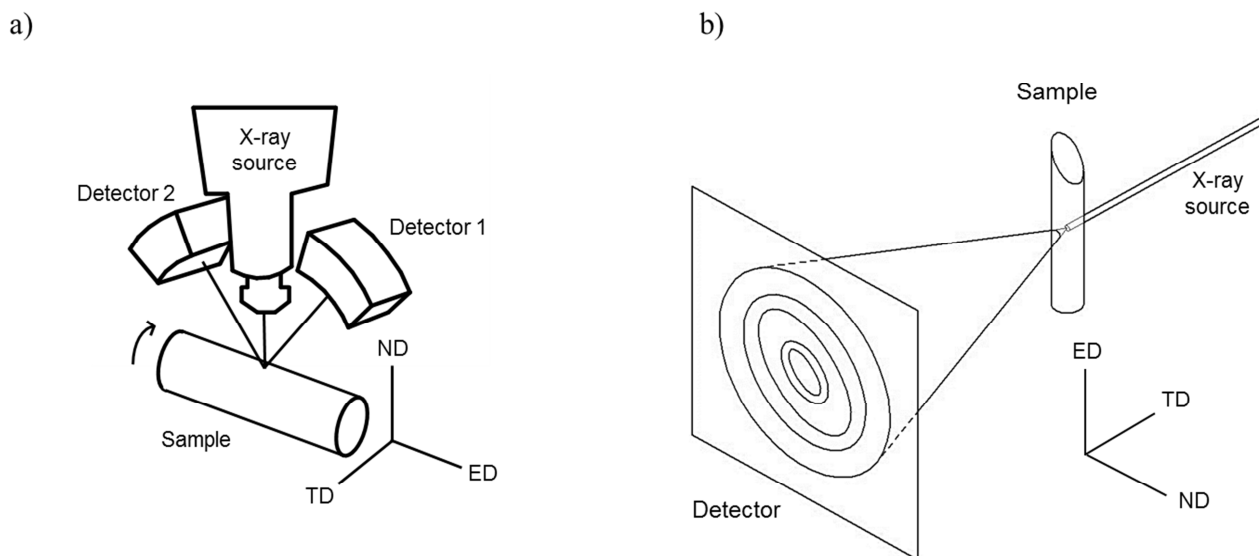 a)
X-ray
source
Detector 2
Detector 1
ND
Sample
ED
TD
b)
Sample
X-ray
source
ED
TD
ND
Detector